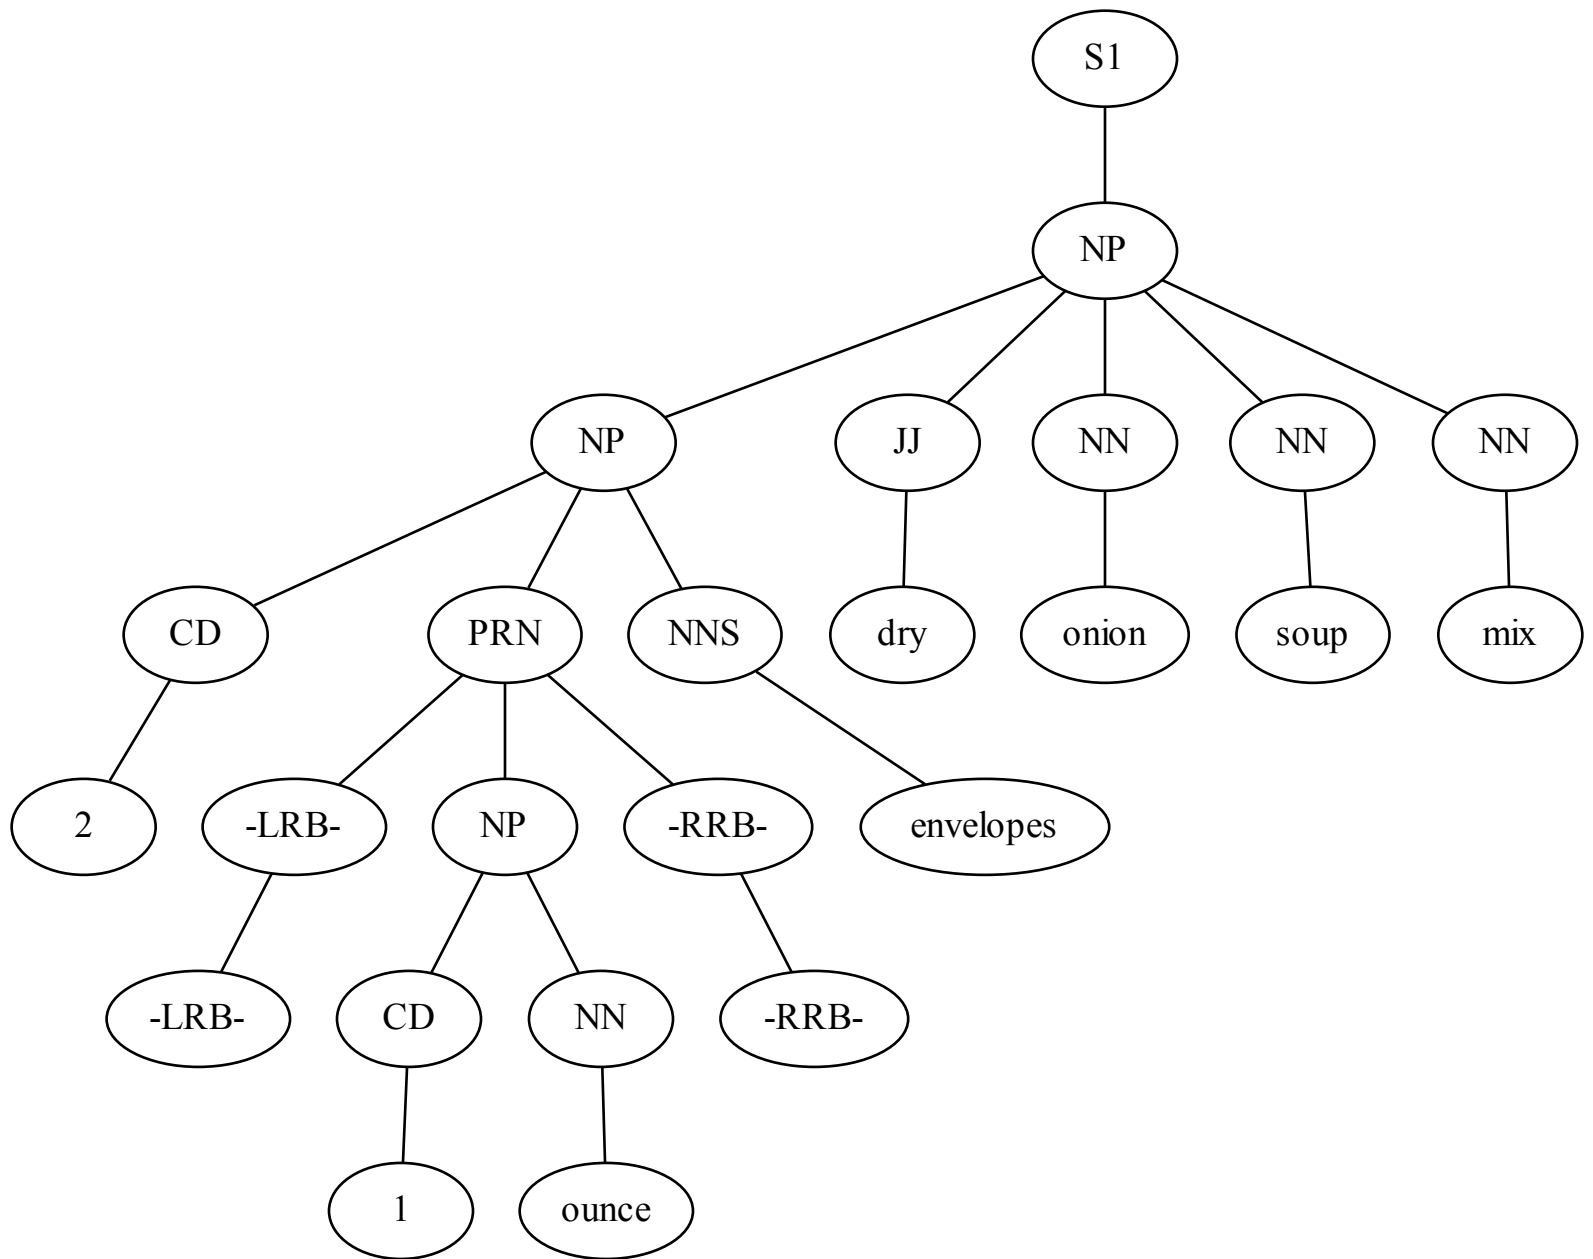 S1
NP
NP JJ NN NN NN
CD PRN NNS dry onion soup mix
2 -LRB- NP -RRB- envelopes
-LRB- CD NN -RRB-
1 ounce